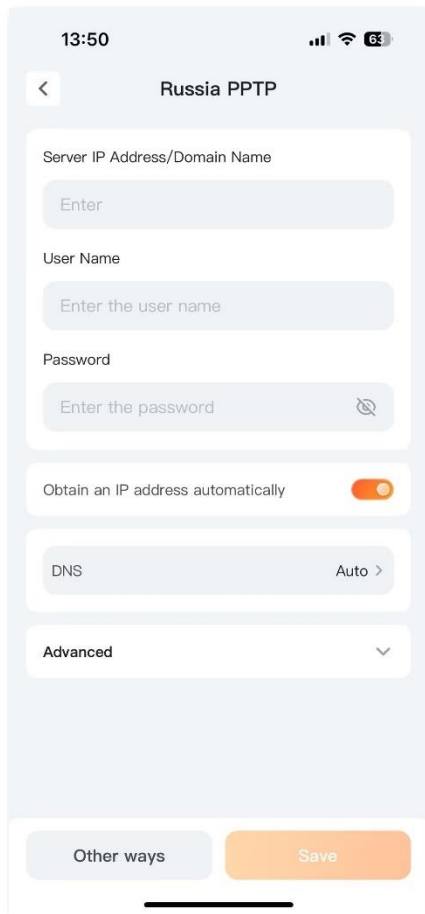 13:50
63
Russia PPTP
Server IP Address/Domain Name
Enter
User Name
Enter the user name
Password
Enter the password
Obtain an IP address automatically
DNS
Auto >
Advanced
Other ways
Save